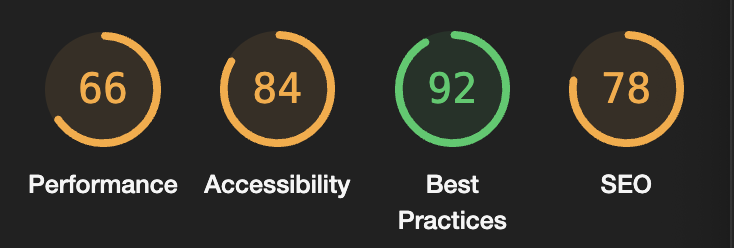 66
84
92
78
Performance
Accessibility
Best
Practices
SEO